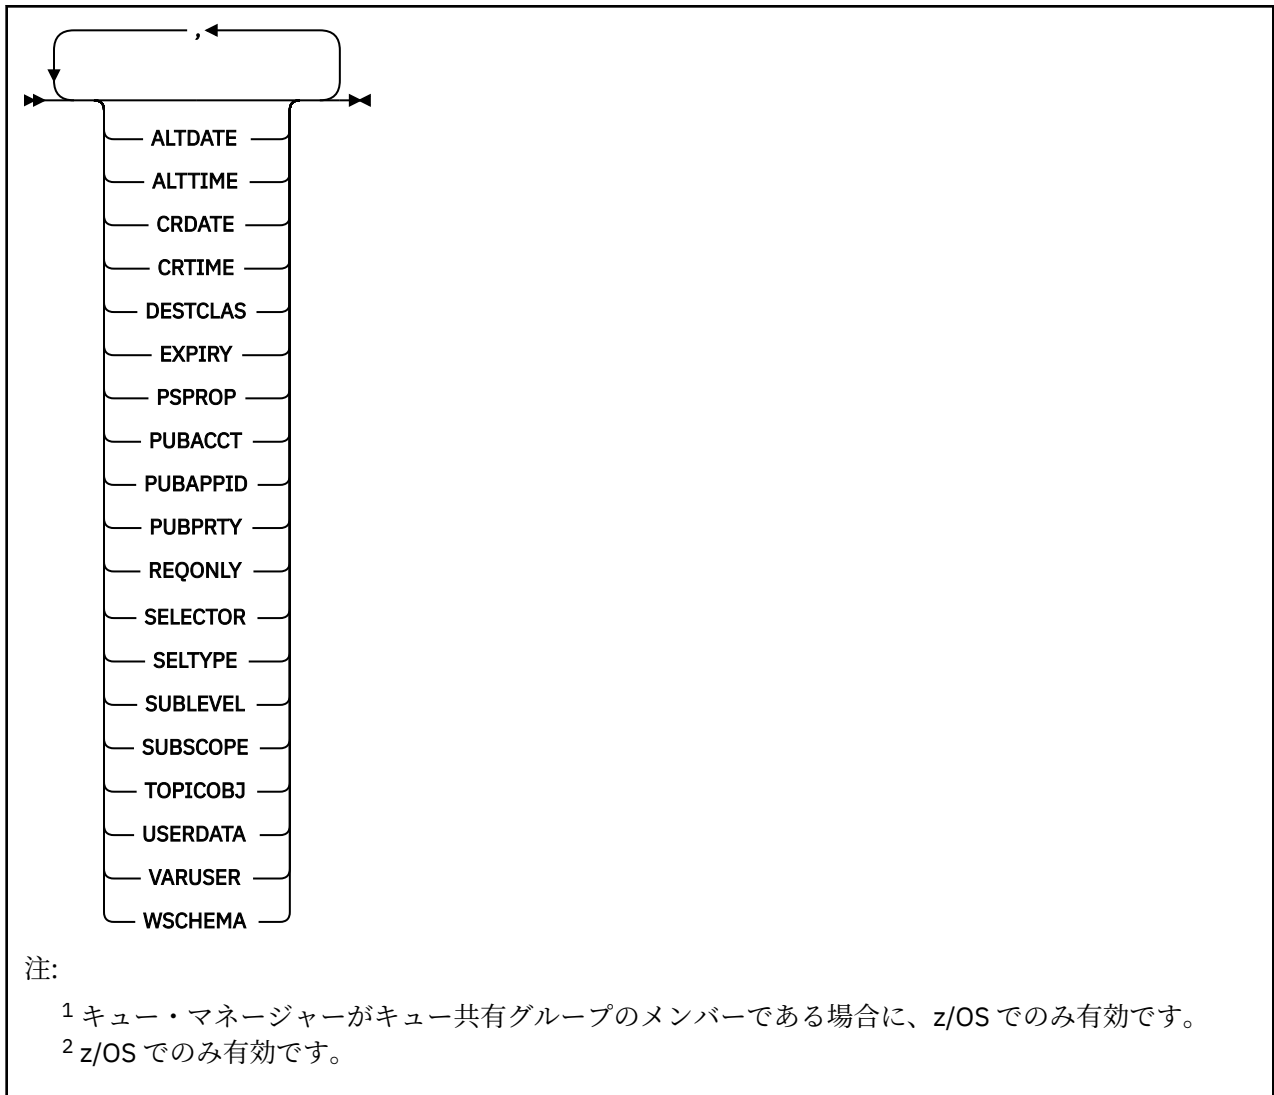 ,
ALTDATE
ALTTIME
CRDATE
CRTIME
DESTCLAS
EXPIRY
PSPROP
PUBACCT
PUBAPPID
PUBPRTY
REQONLY
SELECTOR
SELTYPE
SUBLEVEL
SUBSCOPE
TOPICOBJ
USERDATA
VARUSER
WSCHEMA
注:
1 キュー・マネージャーがキュー共有グループのメンバーである場合に、z/OS でのみ有効です。
2 z/OS でのみ有効です。